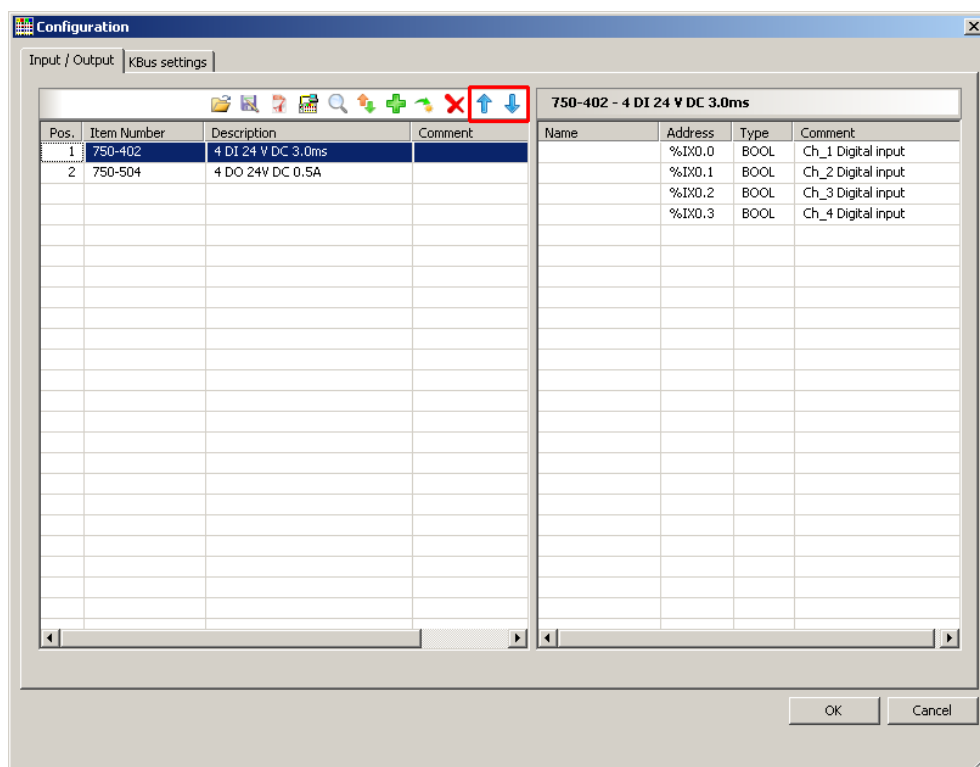 Configuration
Input / Output KBus settings
750-402 - 4 DI 24 V DC 3.0ms
Pos. Item Number Description Comment
1 750-402 4 DI 24 V DC 3.0ms
2 750-504 4 DO 24V DC 0.5A
Name Address Type Comment
%IX0.0 BOOL Ch_1 Digital input
%IX0.1 BOOL Ch_2 Digital input
%IX0.2 BOOL Ch_3 Digital input
%IX0.3 BOOL Ch_4 Digital input
OK Cancel